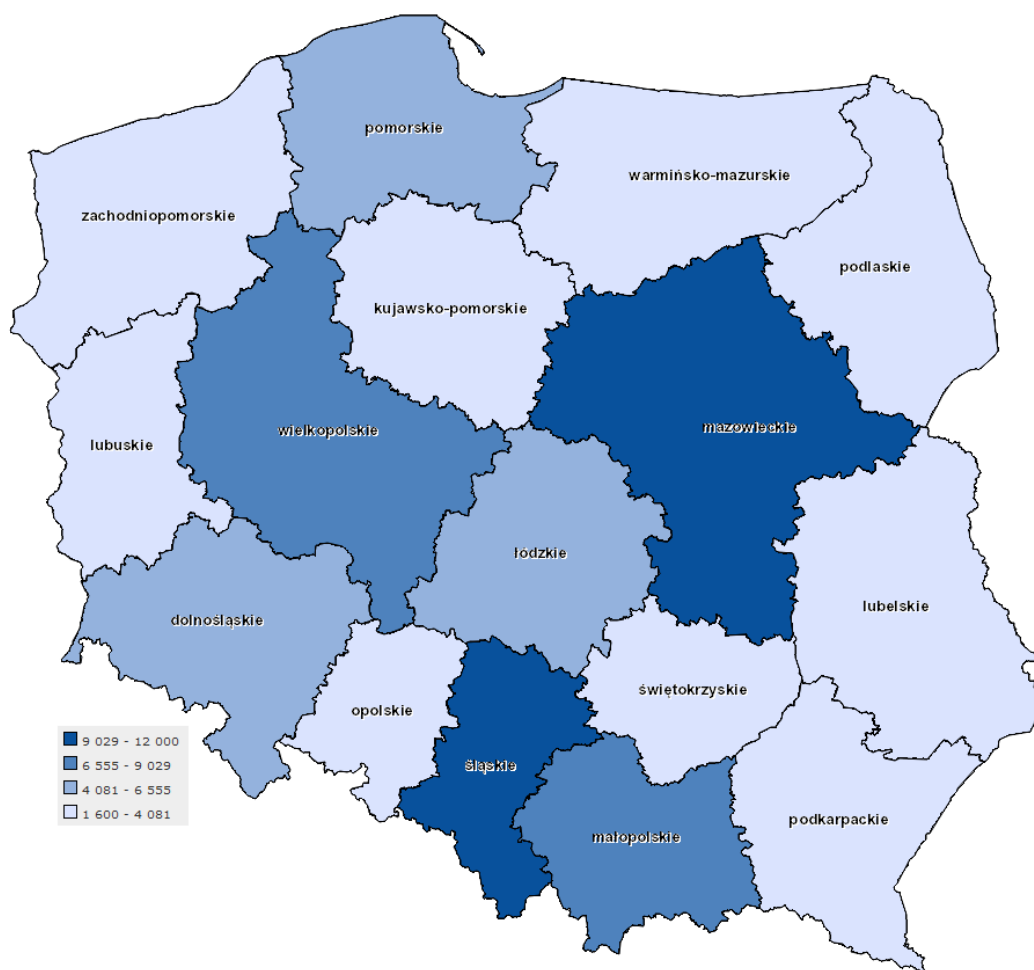 pomorskie
warmińsko-mazurskie
zachodniopomorskie
podlaskie
kujawsko-pomorskie
mazowieckie
wielkopolskie
lubuskie
łódzkie
lubelskie
dolnośląskie
świętokrzyskie
opolskie
śląskie
podkarpackie
małopolskie
9 029 - 12 000
6 555 - 9 029
4 081 - 6 555
1 600 - 4 081